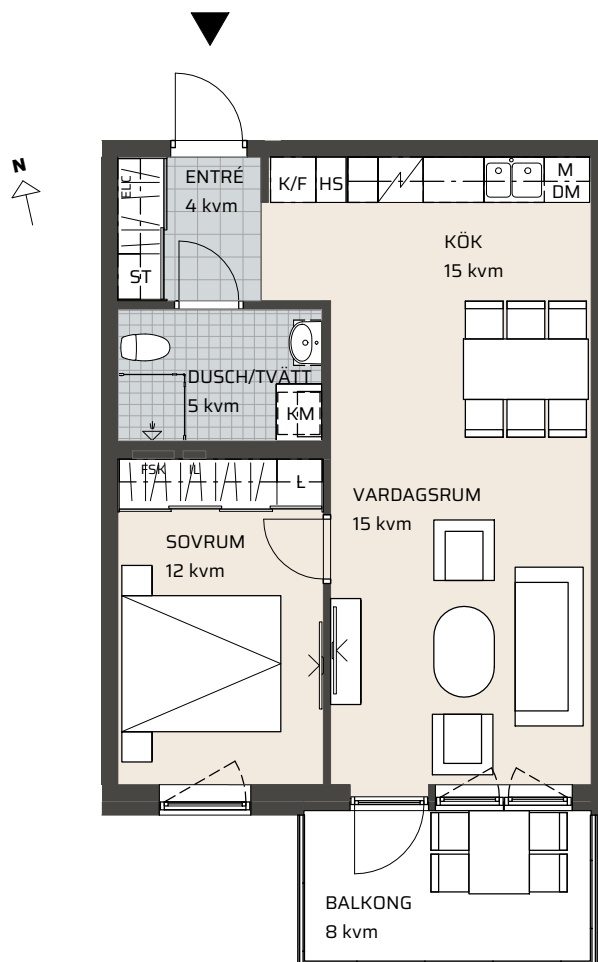 N
ENTRÉ
4 kvm
ELC
ST
K/F
HS
M
DM
KÖK
15 kvm
DUSCH/TVÄTT
5 kvm
KM
FSK
IL
L
VARDAGSRUM
15 kvm
SOVRUM
12 kvm
BALKONG
8 kvm